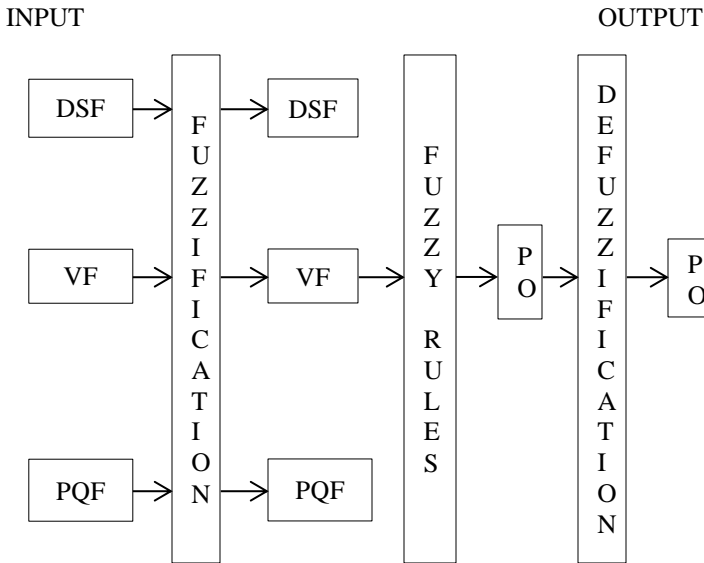 INPUT
OUTPUT
DSF
FUZZIFICATION
DSF
FUZZY RULES
DEFUZZIFICATION
VF
VF
PO
PO
PQF
PQF